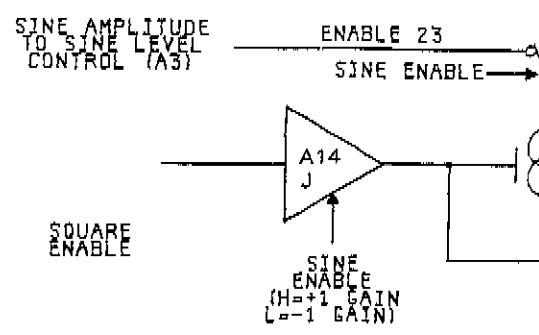 SINE AMPLITUDE
TO SINE LEVEL
CONTROL (A3)
ENABLE 23
SINE ENABLE
A14
J
SQUARE
ENABLE
SINE
ENABLE
(H=+1 GAIN
L=-1 GAIN)